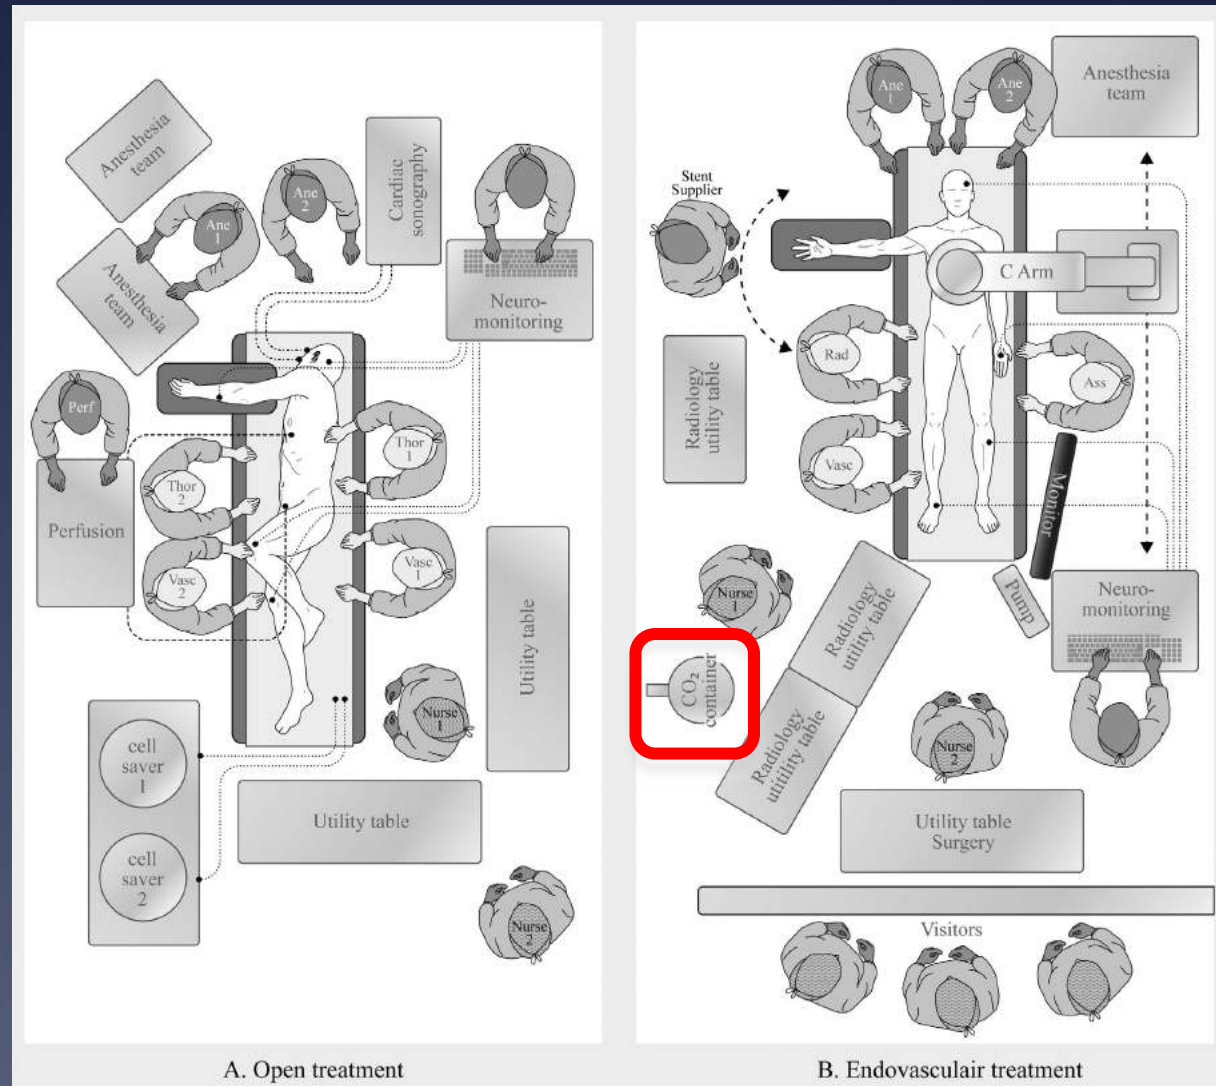 Anesthesia
team
Ane
1
Ane
2
Cardiac
sonography
Anesthesia
team
Neuro-
monitoring
Perf
Perfusion
Thor
1
Thor
2
Vasc
1
Vasc
2
Utility table
Nurse
1
cell
saver
1
cell
saver
2
Utility table
Nurse
2
A. Open treatment
Ane
1
Ane
2
Anesthesia
team
Stent
Supplier
C Arm
Rad
Radiology
utility table
Ass
Vasc
Monitor
Nurse
1
Pump
Neuro-
monitoring
Radiology
utility table
CO₂
container
Radiology
utitility table
Nurse
2
Utility table
Surgery
Visitors
B. Endovasculair treatment